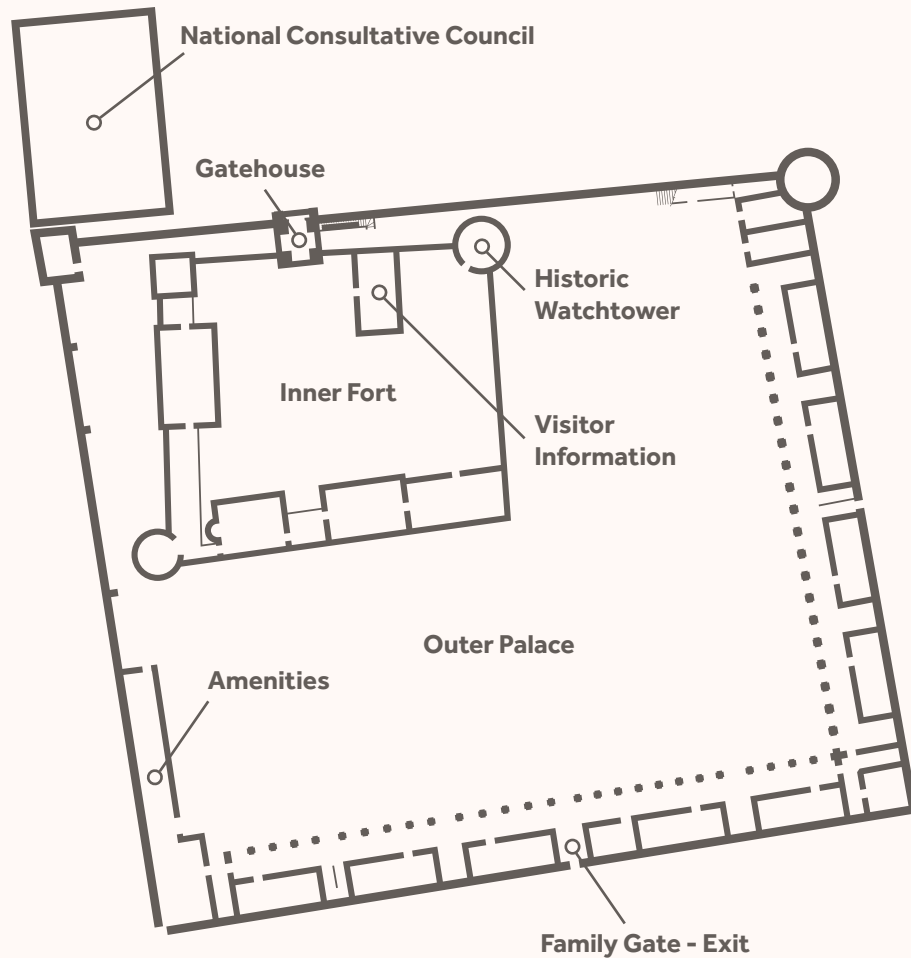 National Consultative Council
Gatehouse
Historic
Watchtower
Inner Fort
Visitor
Information
Outer Palace
Amenities
Family Gate - Exit